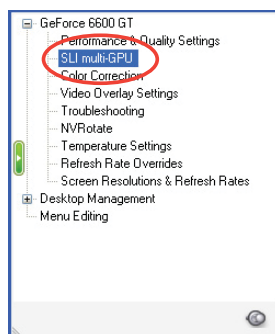 GeForce 6600 GT
Performance & Quality Settings
SLI multi-GPU
Color Correction
Video Overlay Settings
Troubleshooting
NVRotate
Temperature Settings
Refresh Rate Overrides
Screen Resolutions & Refresh Rates
Desktop Management
Menu Editing